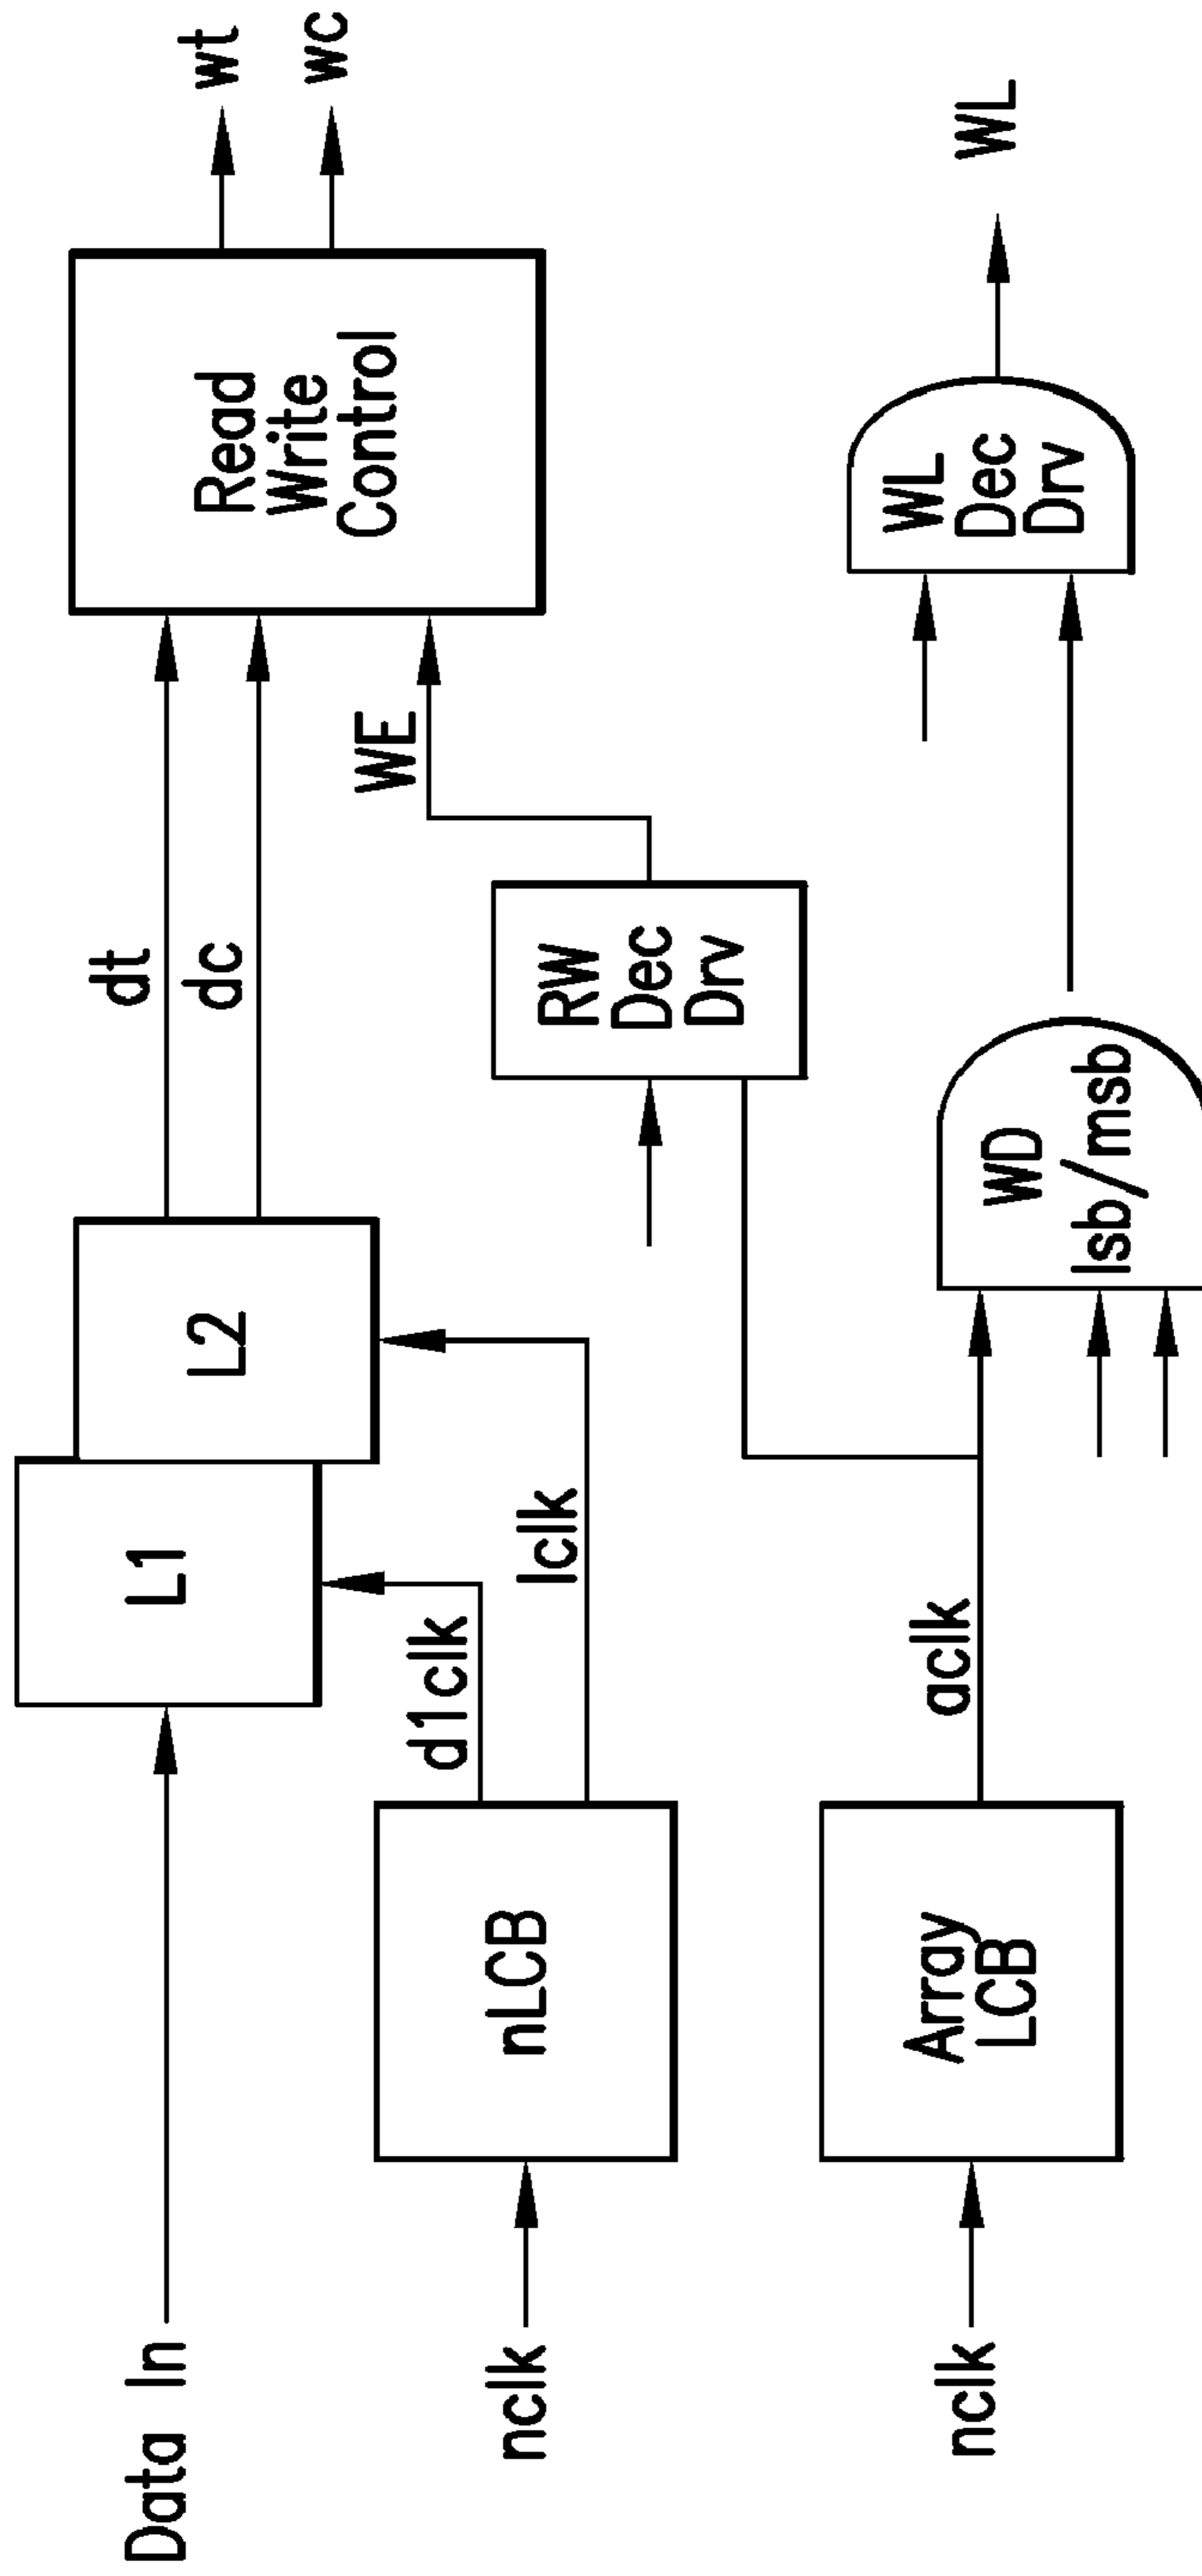 Data In
L1
L2
dt
dc
Read
Write
Control
wt
wc
nclk
nLCB
d1clk
lclk
RW
Dec
Drv
WE
nclk
Array
LCB
aclk
WD
lsb/msb
WL
Dec
Drv
WL